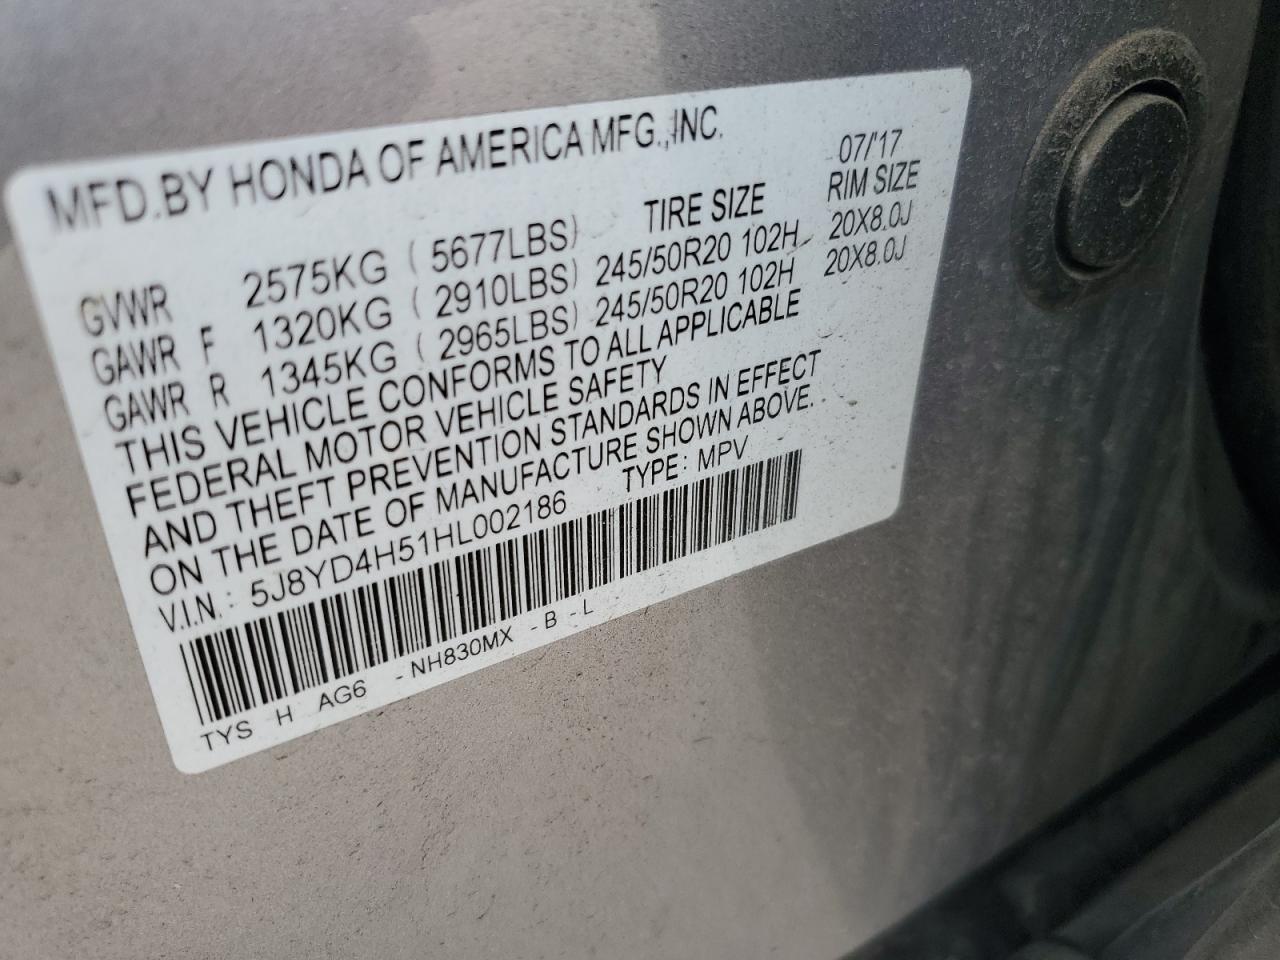 MFD.BY HONDA OF AMERICA MFG.,INC. 07/'17
TIRE SIZE RIM SIZE
GVWR 2575KG ( 5677LBS)
GAWR F 1320KG ( 2910LBS) 245/50R20 102H 20X8.0J
GAWR R 1345KG ( 2965LBS) 245/50R20 102H 20X8.0J
THIS VEHICLE CONFORMS TO ALL APPLICABLE
FEDERAL MOTOR VEHICLE SAFETY
AND THEFT PREVENTION STANDARDS IN EFFECT
ON THE DATE OF MANUFACTURE SHOWN ABOVE.
V.I.N.: 5J8YD4H51HL002186 TYPE: MPV
TYS H AG6 -NH830MX -B -L